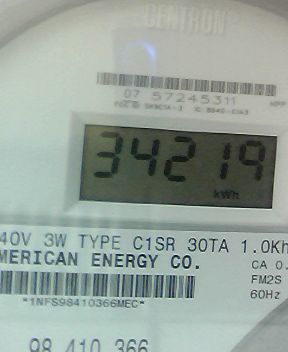 CENTRON
07 57245311
34219
kWh
40V 3W TYPE C1SR 30TA 1.0Kh
MERICAN ENERGY CO.
CA 0.
FM2S
60Hz
*1NFS98410366MEC*
98 410 366